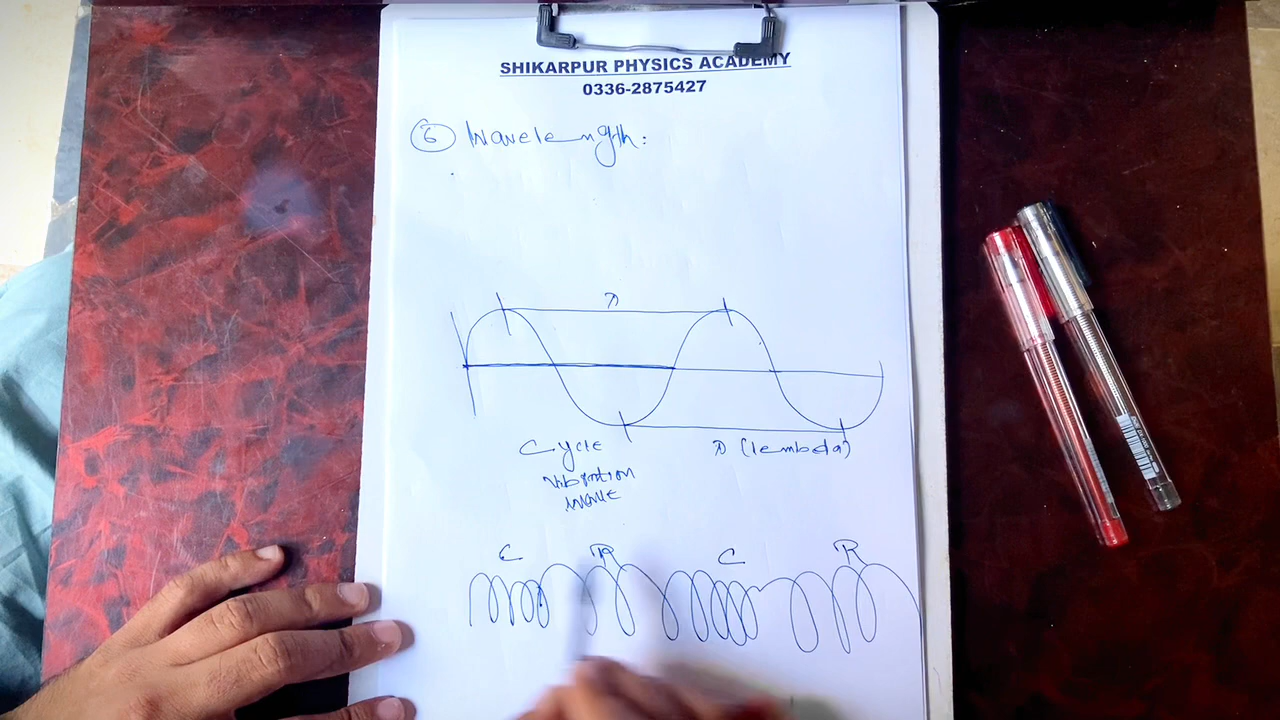 SHIKARPUR PHYSICS ACADEMY
0336-2875427
6 Wavelength:
λ
Cycle
λ (lembda)
vibration
wave
C R C R